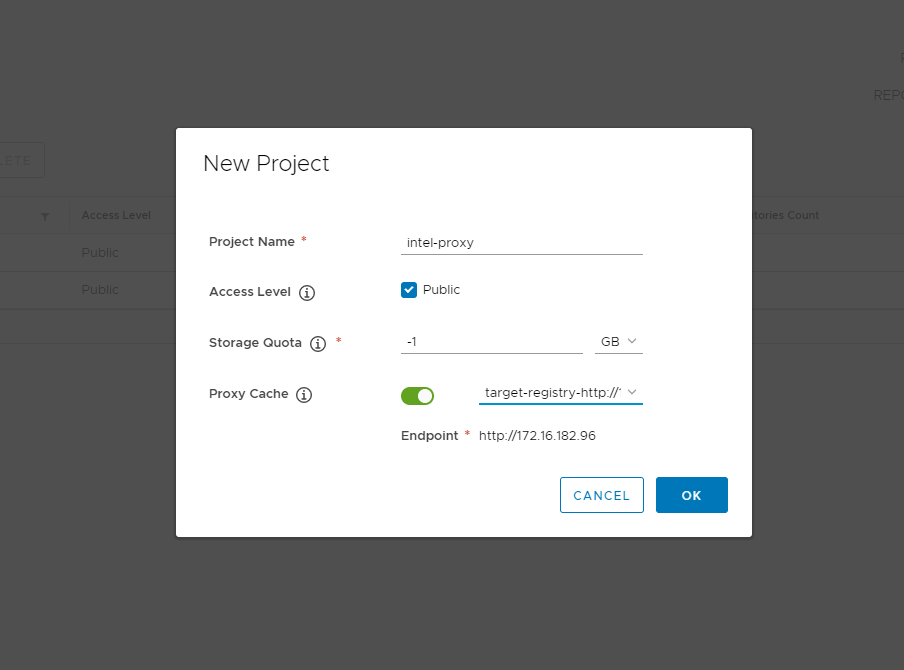 REPO
LETE
New Project
Access Level
tories Count
Project Name *
intel-proxy
Public
Access Level
Public
Public
Storage Quota *
-1
GB
Proxy Cache
target-registry-http://
Endpoint * http://172.16.182.96
CANCEL
OK